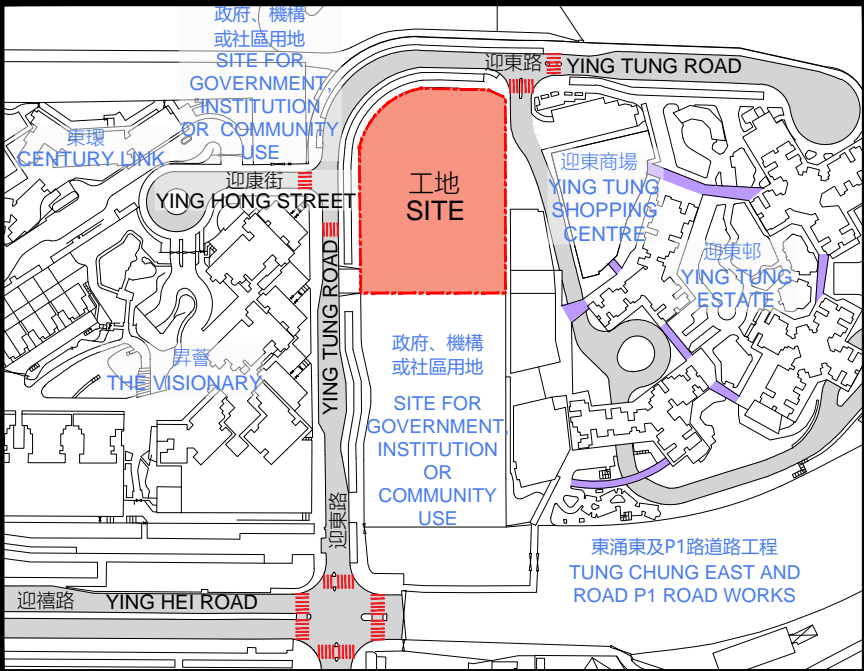 政府、機構
或社區用地
SITE FOR
GOVERNMENT,
INSTITUTION
OR COMMUNITY
USE
迎東路
YING TUNG ROAD
東環
CENTURY LINK
迎康街
YING HONG STREET
工地
SITE
迎東商場
YING TUNG
SHOPPING
CENTRE
迎東邨
YING TUNG
ESTATE
YING TUNG ROAD
昇薈
THE VISIONARY
政府、機構
或社區用地
SITE FOR
GOVERNMENT,
INSTITUTION
OR
COMMUNITY
USE
迎東路
東涌東及P1路道路工程
TUNG CHUNG EAST AND
ROAD P1 ROAD WORKS
迎禧路
YING HEI ROAD